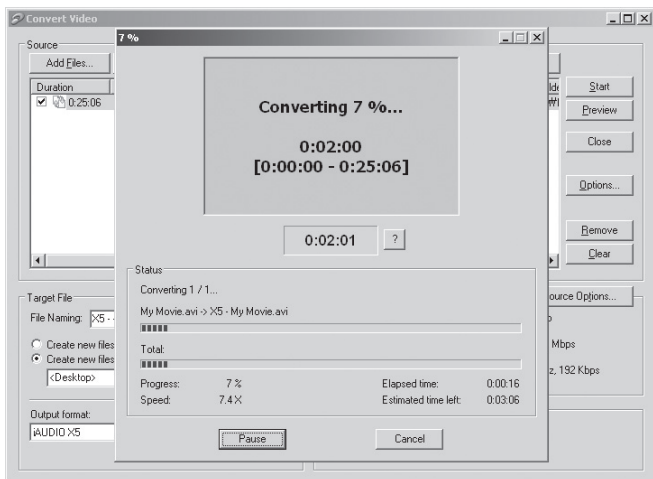 Convert Video
7 %
Source
Add Files...
Duration
0:25:06
Converting 7 %...
0:02:00
[0:00:00 - 0:25:06]
0:02:01
?
Start
Preview
Close
Options...
Remove
Clear
Status
Converting 1 / 1...
My Movie.avi -> X5 - My Movie.avi
Total:
Progress: 7 % Elapsed time: 0:00:16
Speed: 7.4 X Estimated time left: 0:03:06
Pause Cancel
Target File
File Naming: X5 -
Create new files
Create new files
<Desktop>
Output format:
iAUDIO X5
Options...
Mbps
192 Kbps